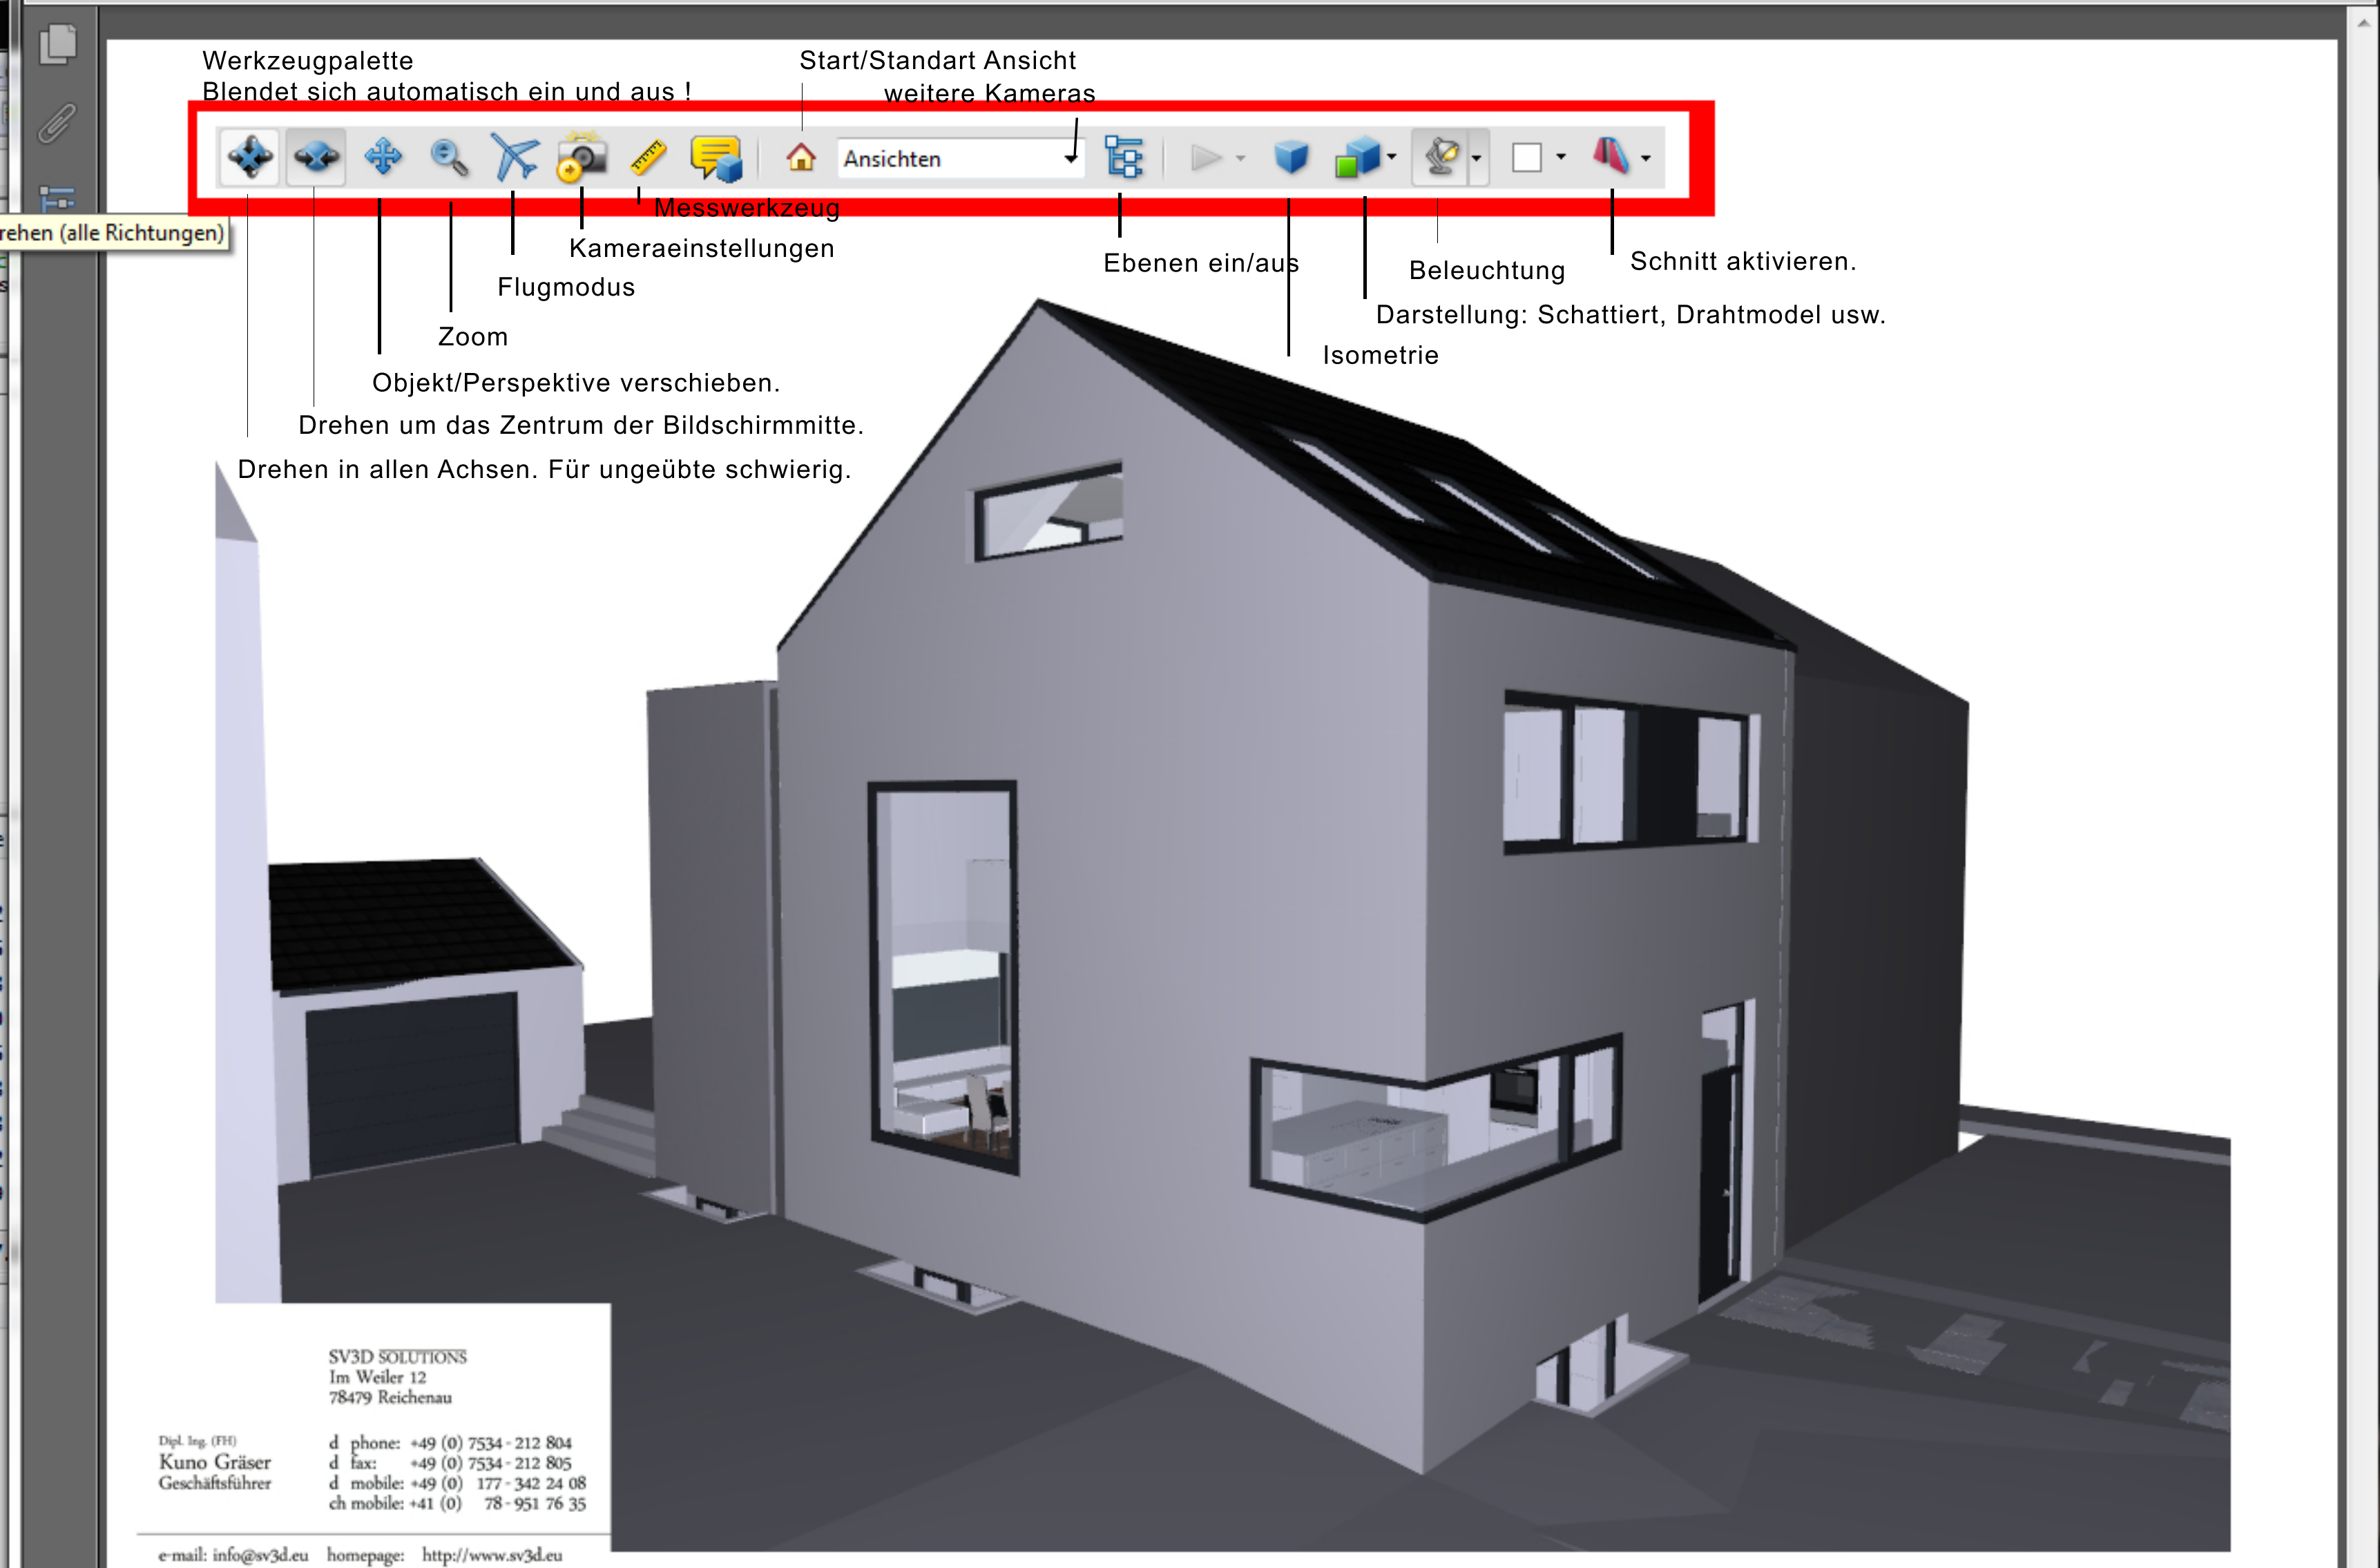 Werkzeugpalette
Blendet sich automatisch ein und aus !
Start/Standart Ansicht
weitere Kameras
Ansichten
rehen (alle Richtungen)
Messwerkzeug
Kameraeinstellungen
Flugmodus
Zoom
Objekt/Perspektive verschieben.
Drehen um das Zentrum der Bildschirmmitte.
Drehen in allen Achsen. Für ungeübte schwierig.
Ebenen ein/aus
Beleuchtung
Schnitt aktivieren.
Darstellung: Schattiert, Drahtmodel usw.
Isometrie
SV3D SOLUTIONS
Im Weiler 12
78479 Reichenau
Dipl. Ing. (FH)
Kuno Gräser
Geschäftsführer
d phone: +49 (0) 7534 - 212 804
d fax: +49 (0) 7534 - 212 805
d mobile: +49 (0) 177 - 342 24 08
ch mobile: +41 (0) 78 - 951 76 35
e-mail: info@sv3d.eu homepage: http://www.sv3d.eu